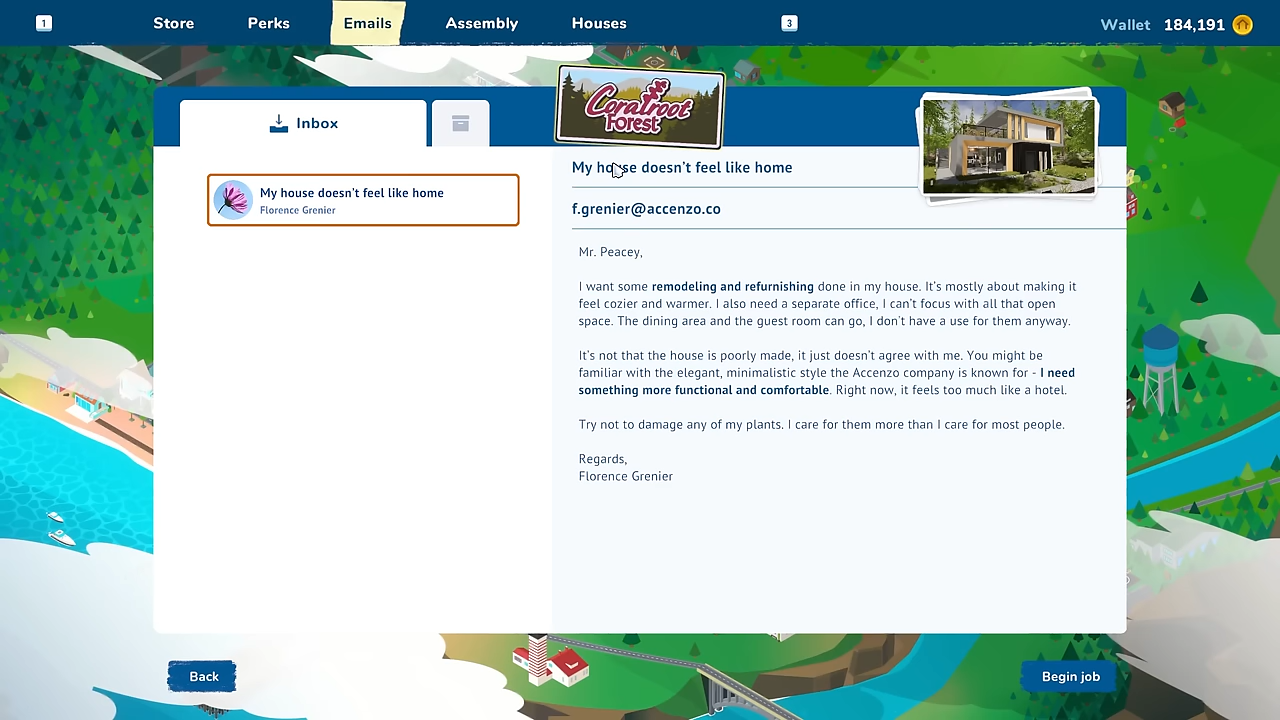 1
Store
Perks
Emails
Assembly
Houses
3
Wallet 184,191
Inbox
Coralroot
Forest
My house doesn't feel like home
Florence Grenier
My house doesn't feel like home
f.grenier@accenzo.co
Mr. Peacey,
I want some remodeling and refurnishing done in my house. It's mostly about making it
feel cozier and warmer. I also need a separate office, I can't focus with all that open
space. The dining area and the guest room can go, I don't have a use for them anyway.
It's not that the house is poorly made, it just doesn't agree with me. You might be
familiar with the elegant, minimalistic style the Accenzo company is known for - I need
something more functional and comfortable. Right now, it feels too much like a hotel.
Try not to damage any of my plants. I care for them more than I care for most people.
Regards,
Florence Grenier
Back
Begin job